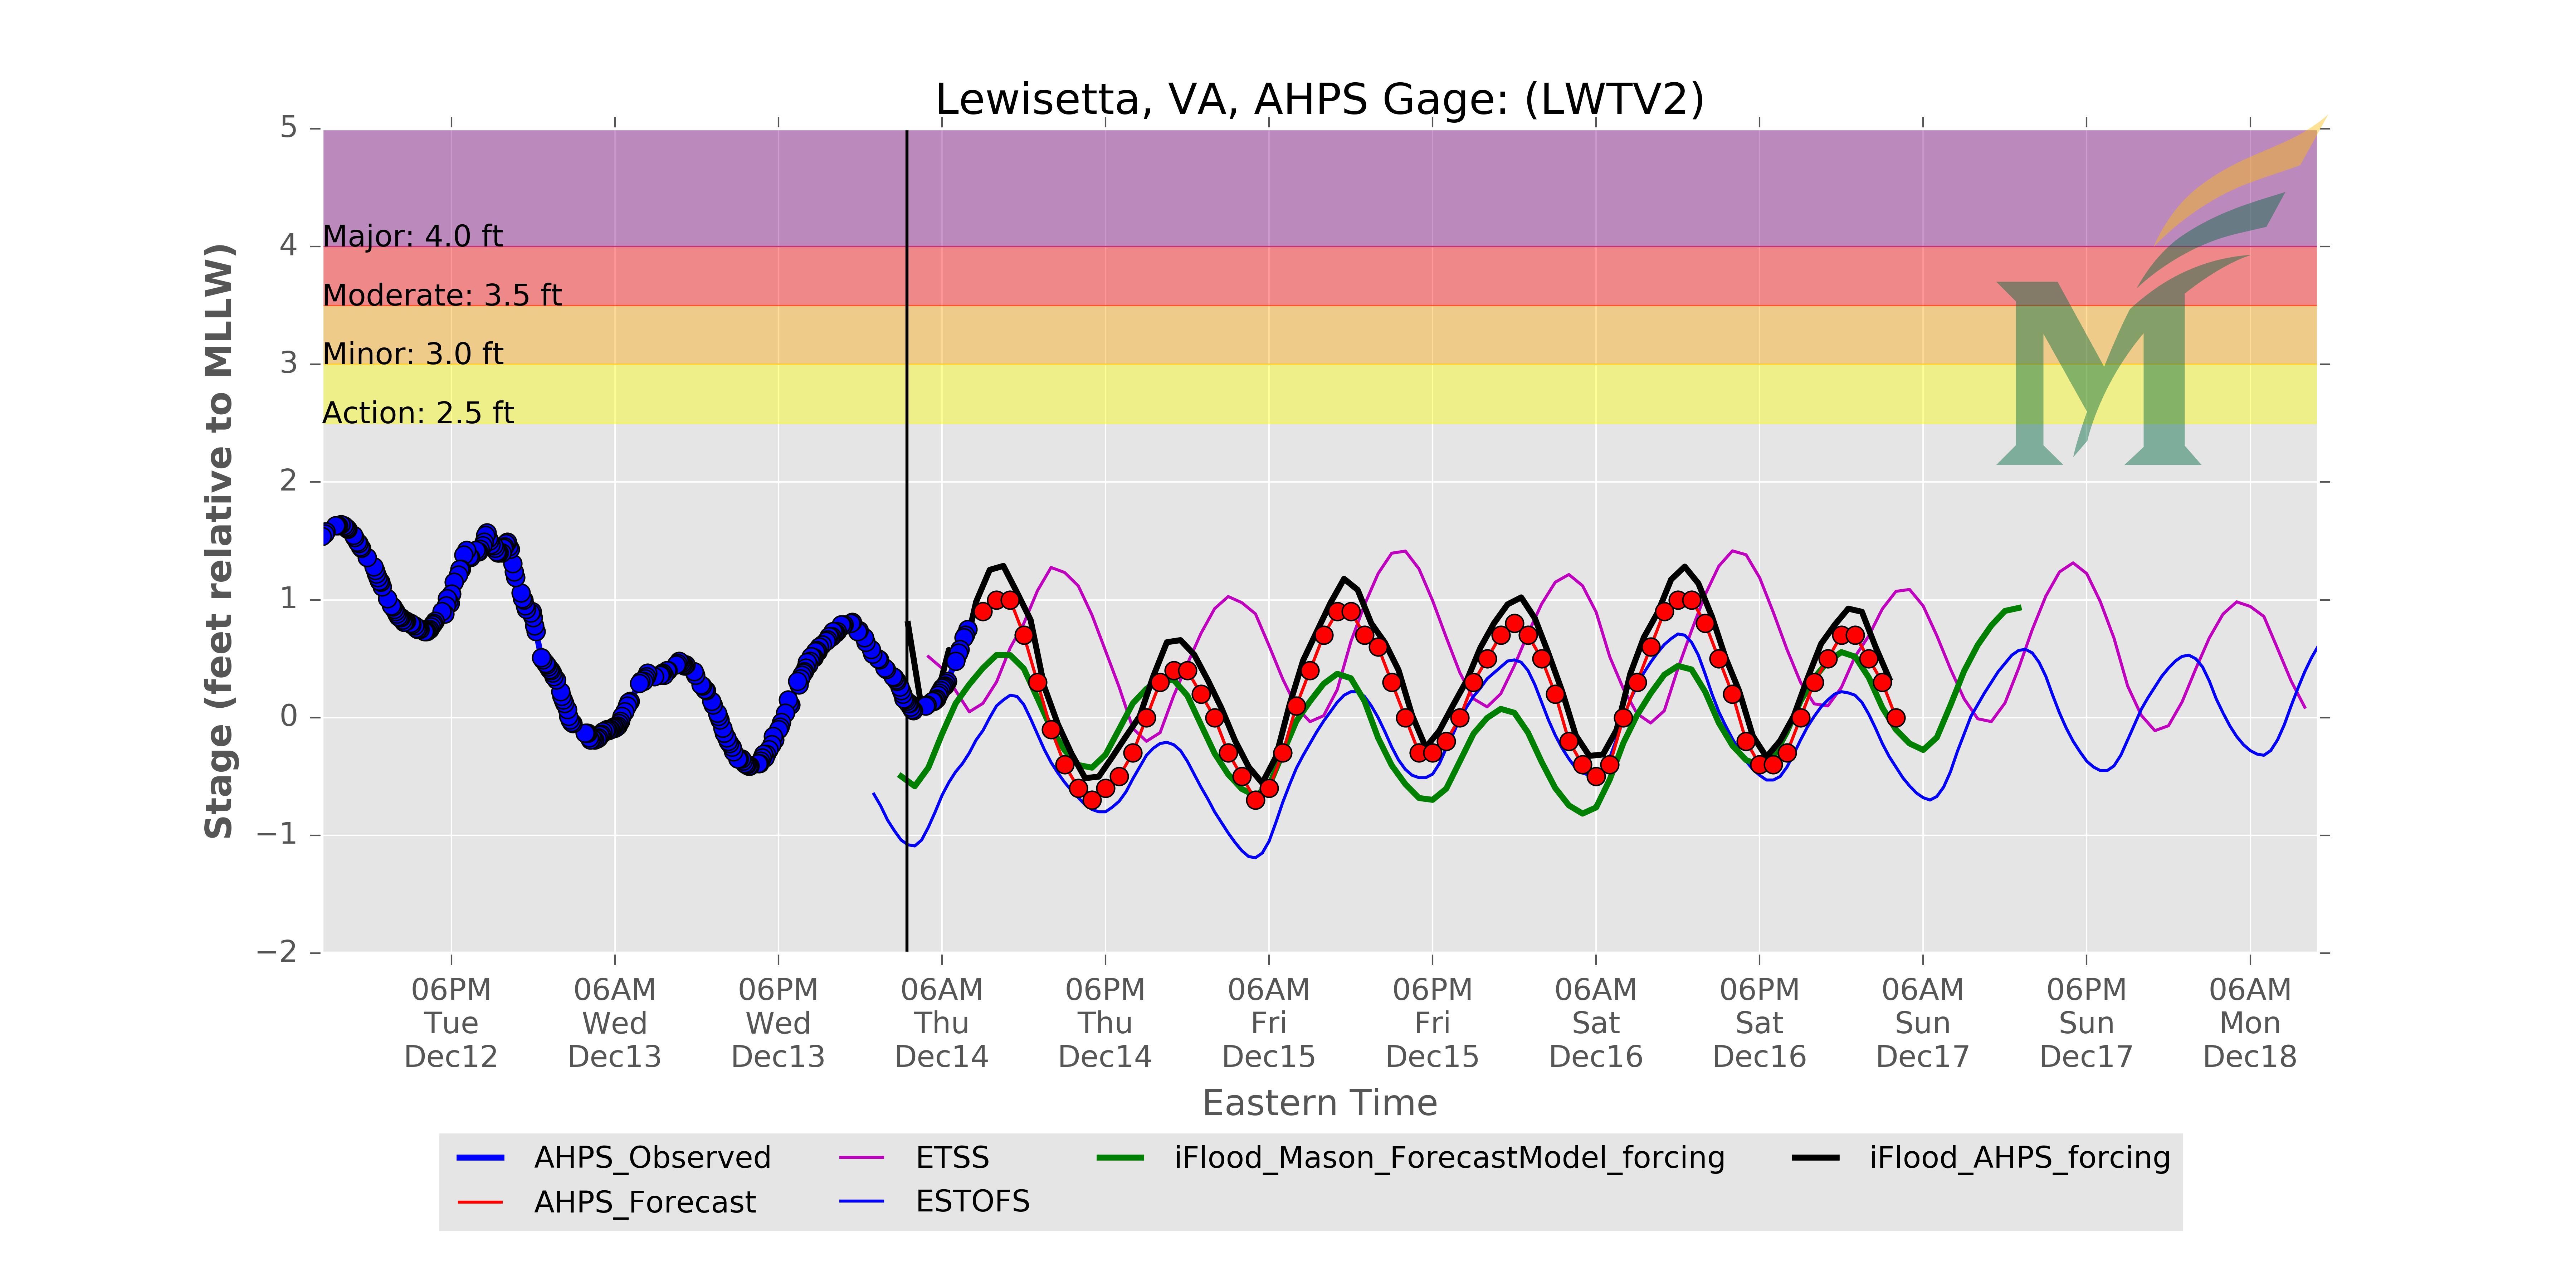 Lewisetta, VA, AHPS Gage: (LWTV2)
5
4
3
2
1
0
−1
−2
Stage (feet relative to MLLW)
Major: 4.0 ft
Moderate: 3.5 ft
Minor: 3.0 ft
Action: 2.5 ft
M
06PM Tue Dec12
06AM Wed Dec13
06PM Wed Dec13
06AM Thu Dec14
06PM Thu Dec14
06AM Fri Dec15
06PM Fri Dec15
06AM Sat Dec16
06PM Sat Dec16
06AM Sun Dec17
06PM Sun Dec17
06AM Mon Dec18
Eastern Time
AHPS_Observed
AHPS_Forecast
ETSS
ESTOFS
iFlood_Mason_ForecastModel_forcing
iFlood_AHPS_forcing